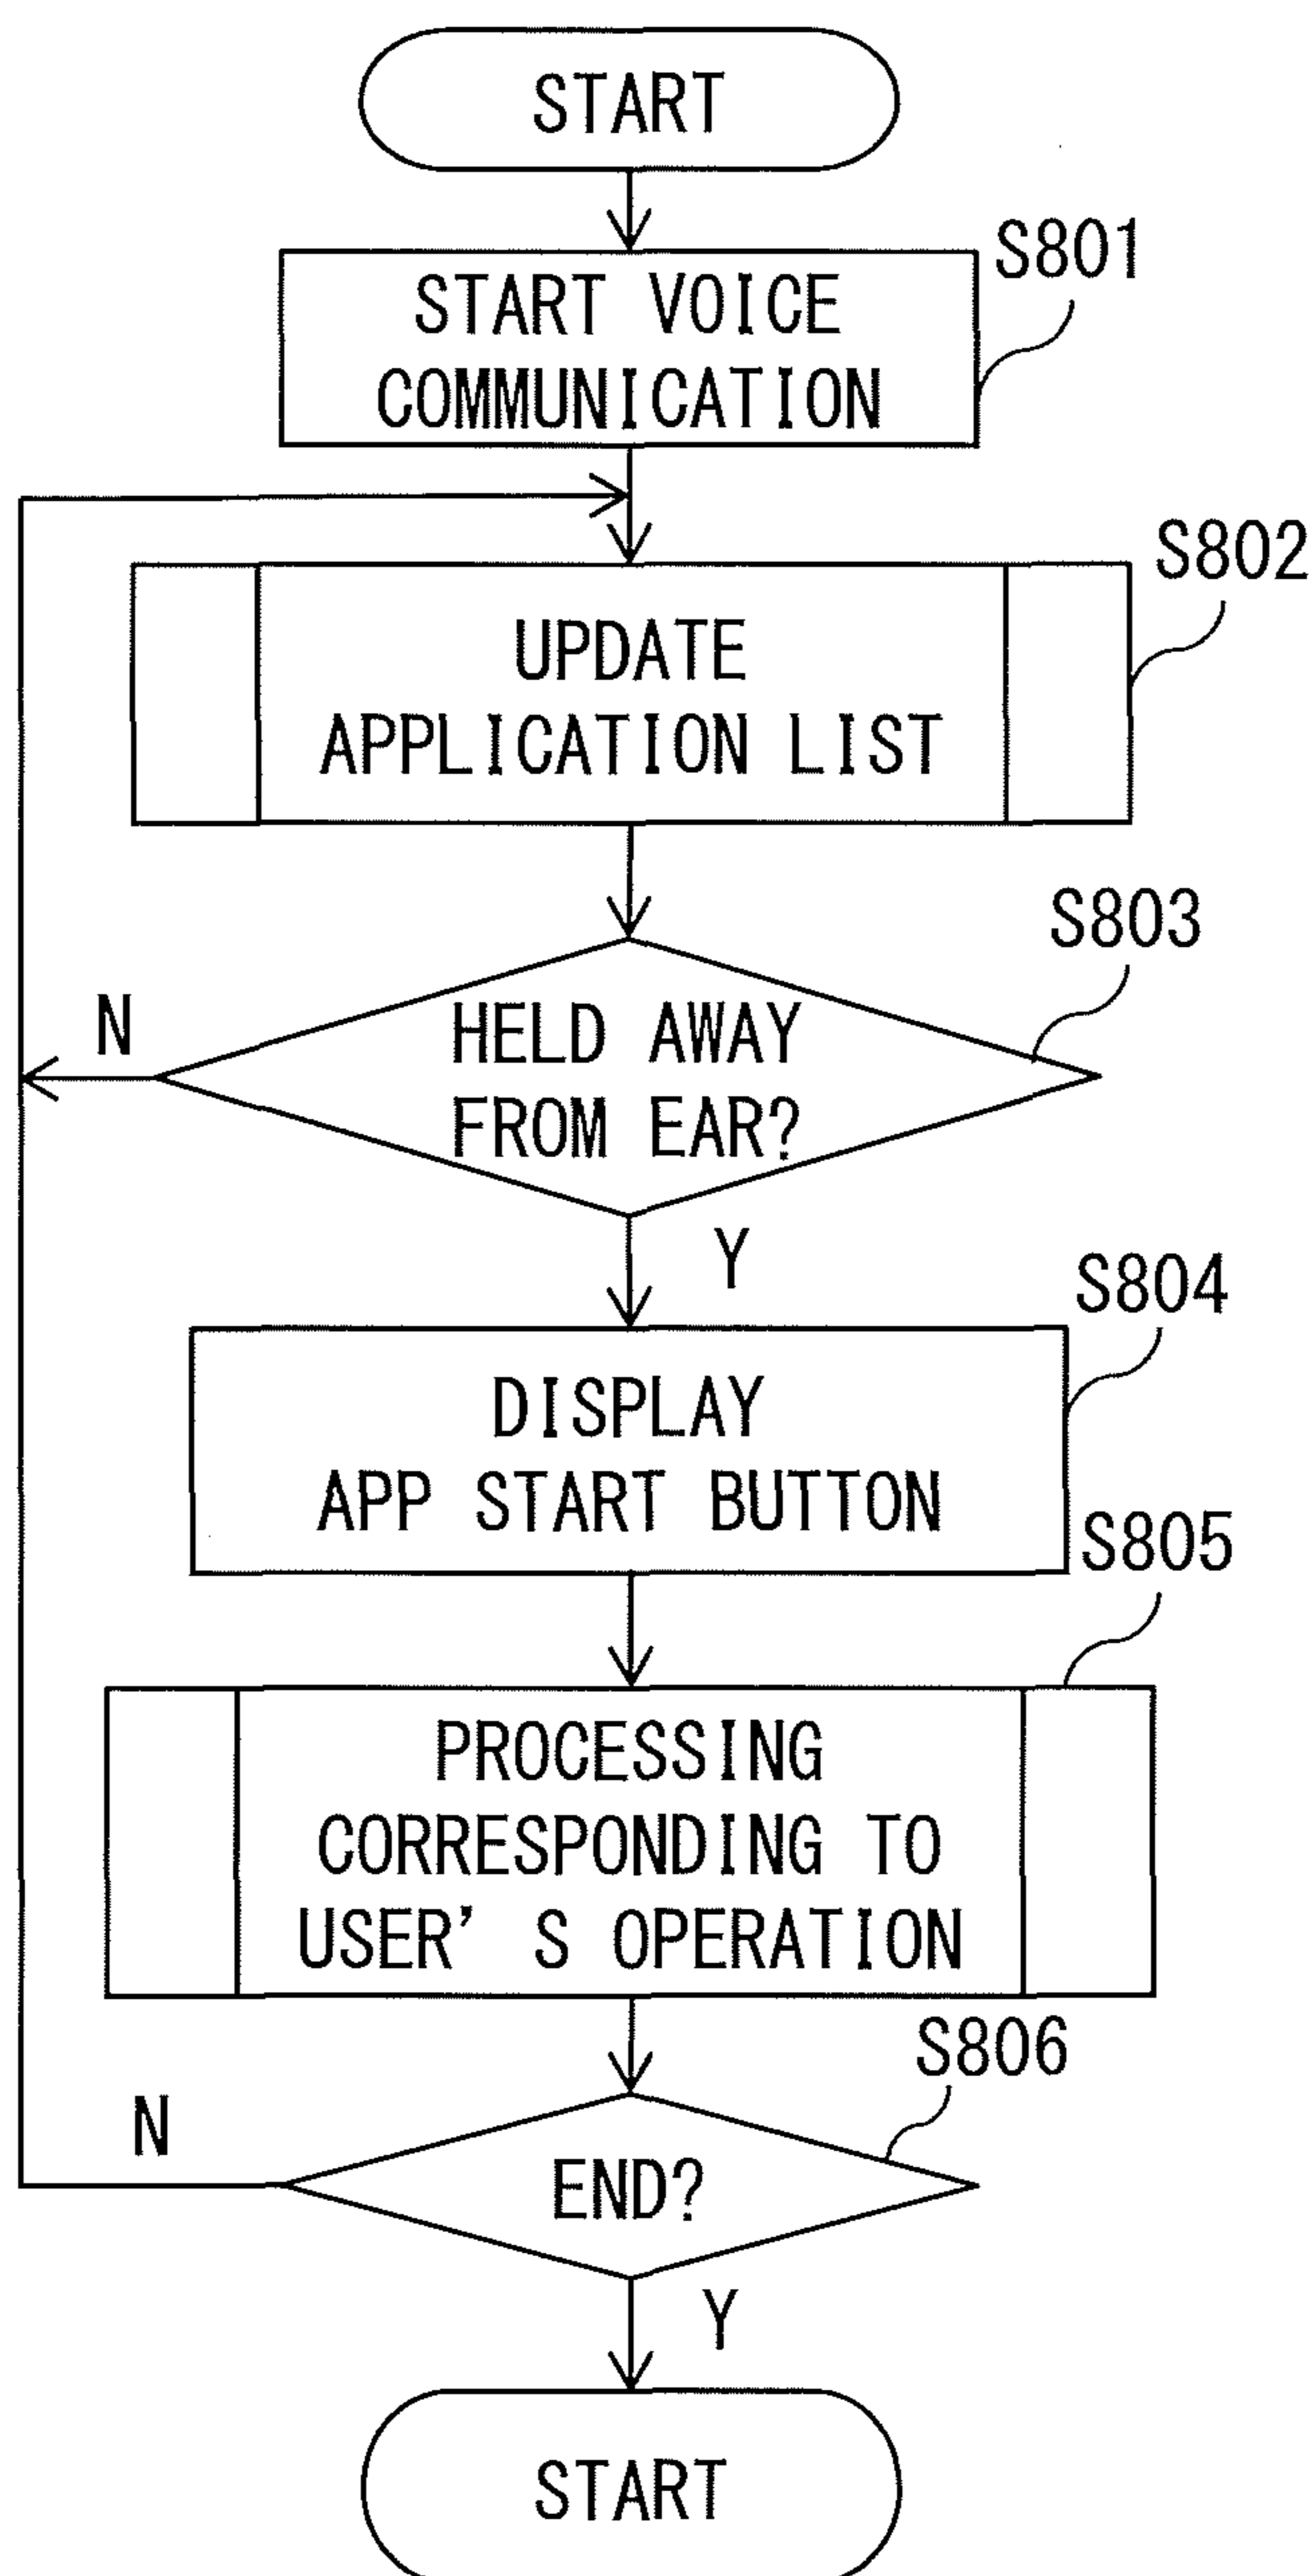 START
S801
START VOICE
COMMUNICATION
S802
UPDATE
APPLICATION LIST
S803
N
HELD AWAY
FROM EAR?
Y
S804
DISPLAY
APP START BUTTON
S805
PROCESSING
CORRESPONDING TO
USER'S OPERATION
S806
N
END?
Y
START